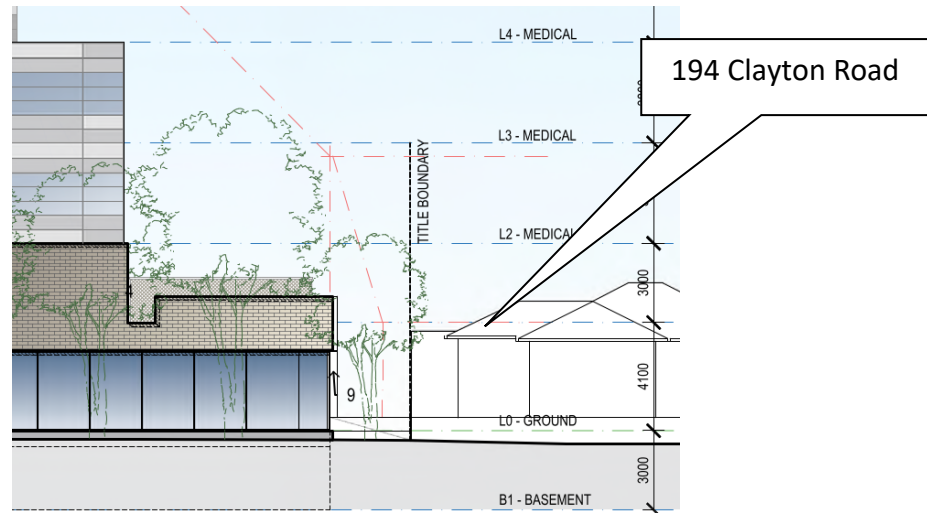 L4 - MEDICAL
194 Clayton Road
L3 - MEDICAL
TITLE BOUNDARY
L2 - MEDICAL
3000
4100
9
L0 - GROUND
3000
B1 - BASEMENT